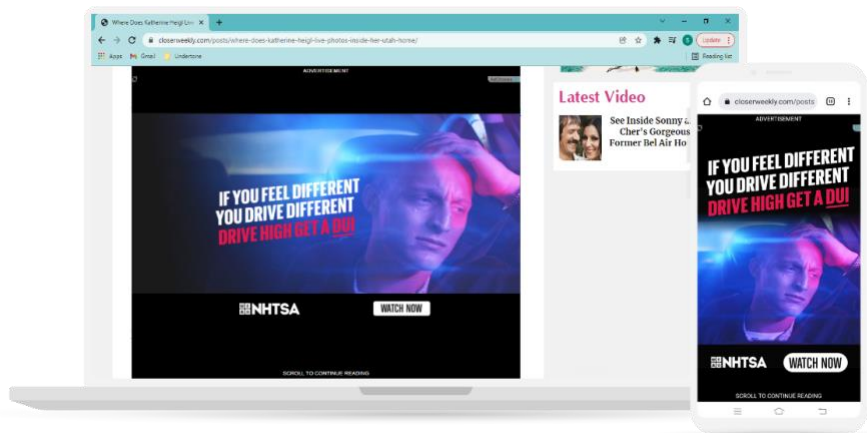 Where Does Katherine Heigl Liv
closerweekly.com/posts/where-does-katherine-heigl-live-photos-inside-her-utah-home/
Update
Apps Gmail Undertone
Reading list
ADVERTISEMENT
IF YOU FEEL DIFFERENT
YOU DRIVE DIFFERENT
DRIVE HIGH GET A DUI
NHTSA
WATCH NOW
SCROLL TO CONTINUE READING
Latest Video
See Inside Sonny &
Cher's Gorgeous
Former Bel Air Ho
closerweekly.com/posts
ADVERTISEMENT
IF YOU FEEL DIFFERENT
YOU DRIVE DIFFERENT
DRIVE HIGH GET A DUI
NHTSA
WATCH NOW
SCROLL TO CONTINUE READING